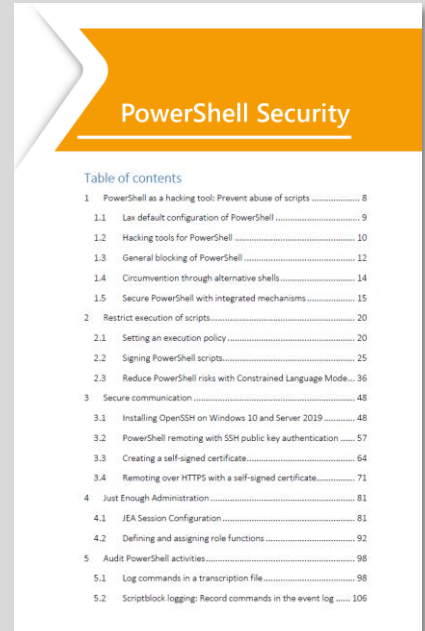 PowerShell Security
Table of contents
1 PowerShell as a hacking tool: Prevent abuse of scripts .................... 8
1.1 Lax default configuration of PowerShell ................................... 9
1.2 Hacking tools for PowerShell .................................................. 10
1.3 General blocking of PowerShell .............................................. 12
1.4 Circumvention through alternative shells ............................... 14
1.5 Secure PowerShell with integrated mechanisms .................... 15
2 Restrict execution of scripts ............................................................ 20
2.1 Setting an execution policy ..................................................... 20
2.2 Signing PowerShell scripts....................................................... 25
2.3 Reduce PowerShell risks with Constrained Language Mode... 36
3 Secure communication ................................................................... 48
3.1 Installing OpenSSH on Windows 10 and Server 2019 ............. 48
3.2 PowerShell remoting with SSH public key authentication ...... 57
3.3 Creating a self-signed certificate............................................. 64
3.4 Remoting over HTTPS with a self-signed certificate................ 71
4 Just Enough Administration ............................................................ 81
4.1 JEA Session Configuration ....................................................... 81
4.2 Defining and assigning role functions ..................................... 92
5 Audit PowerShell activities.............................................................. 98
5.1 Log commands in a transcription file...................................... 98
5.2 Scriptblock logging: Record commands in the event log ...... 106